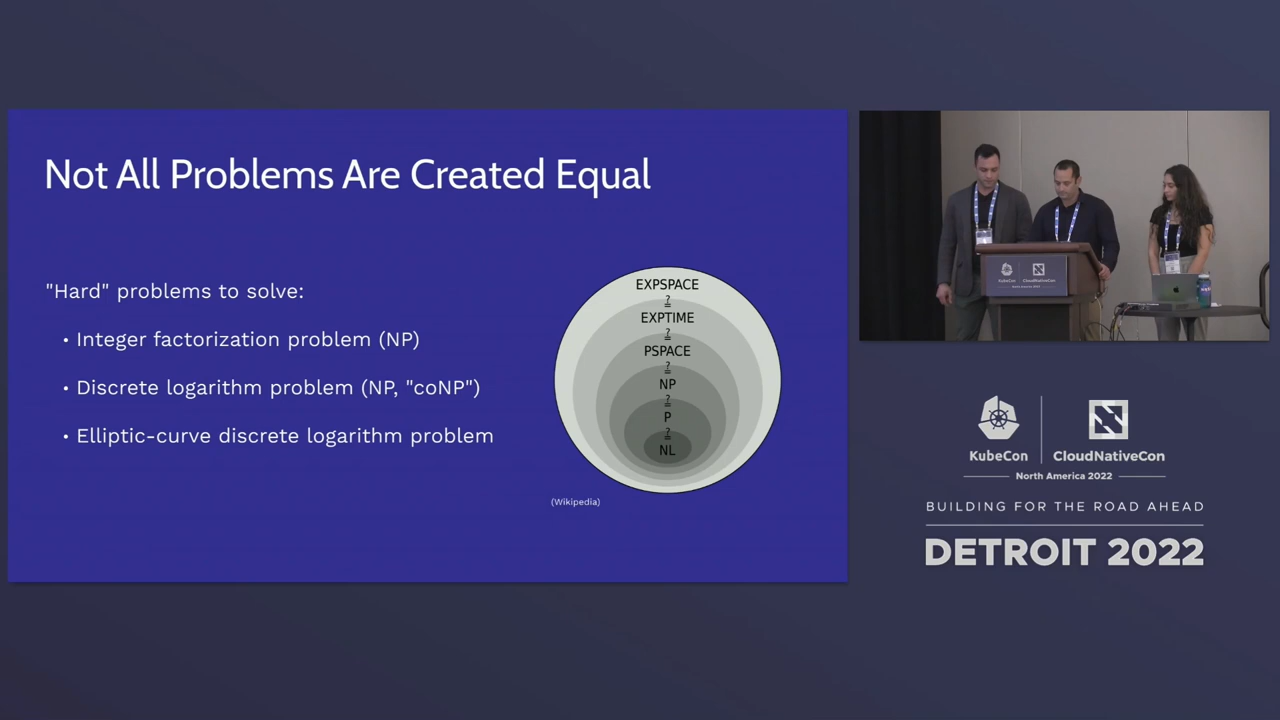 Not All Problems Are Created Equal
"Hard" problems to solve:
• Integer factorization problem (NP)
• Discrete logarithm problem (NP, "coNP")
• Elliptic-curve discrete logarithm problem
EXPSPACE
?
=
EXPTIME
?
=
PSPACE
?
=
NP
?
=
P
?
=
NL
(Wikipedia)
KubeCon
CloudNativeCon
KubeCon CloudNativeCon
North America 2022
BUILDING FOR THE ROAD AHEAD
DETROIT 2022